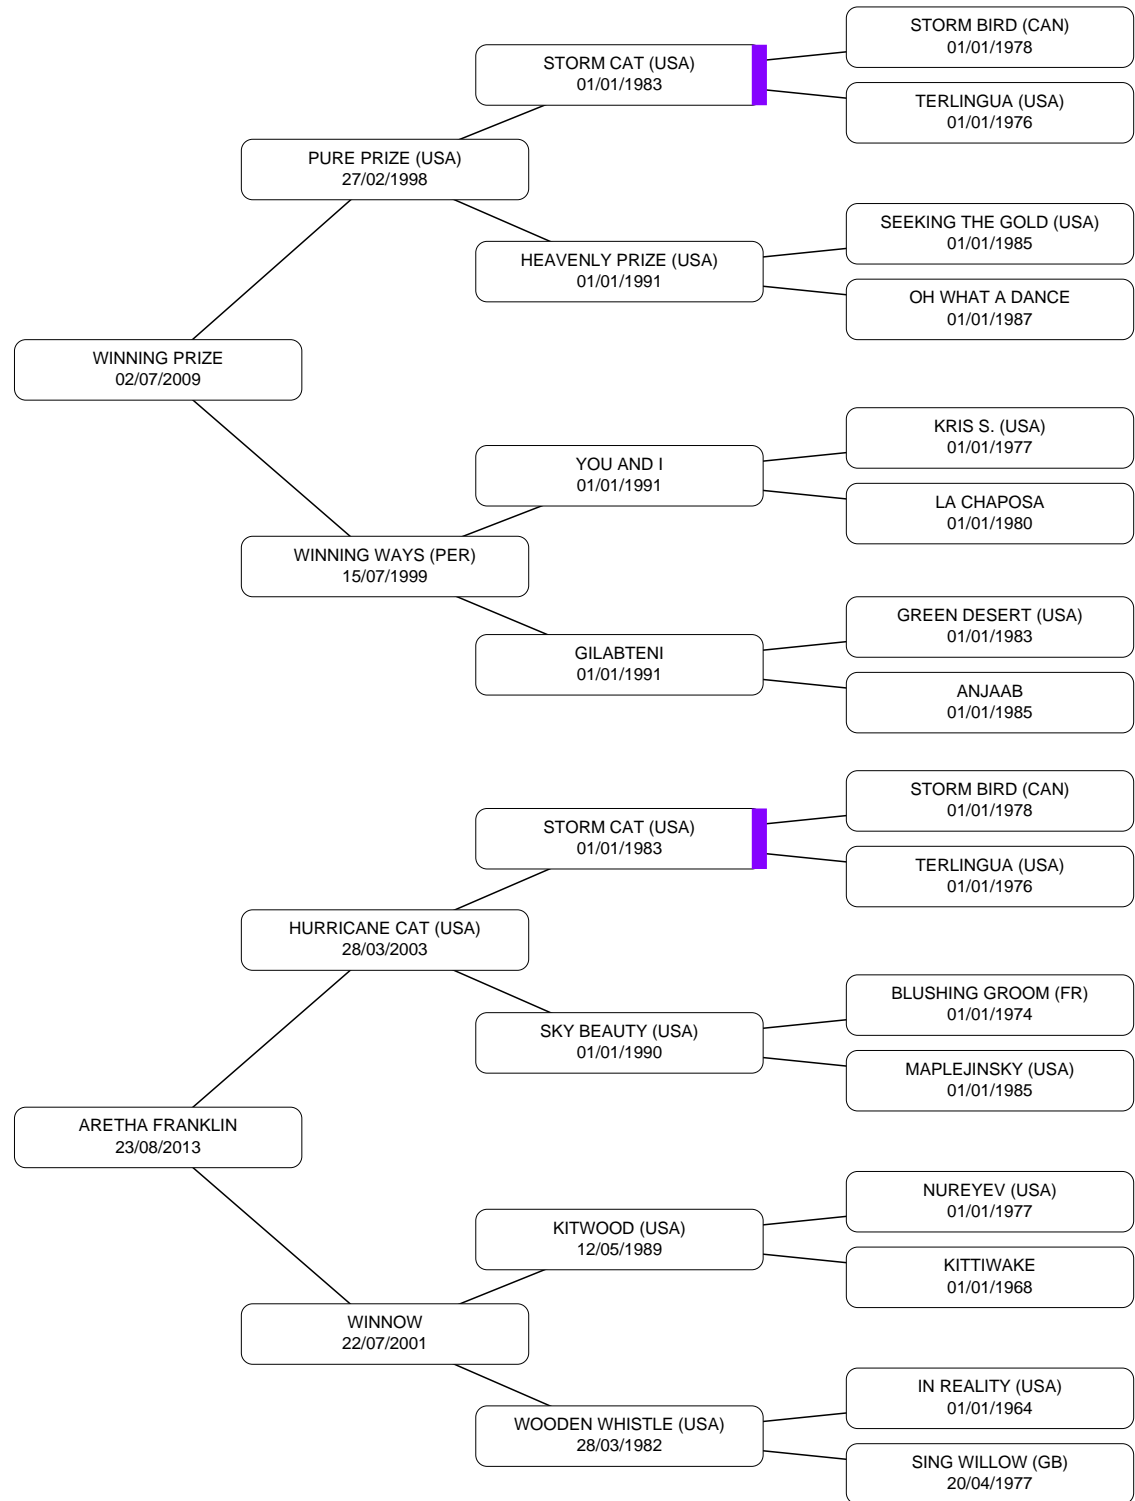 STORM BIRD (CAN)
01/01/1978
STORM CAT (USA)
01/01/1983
TERLINGUA (USA)
01/01/1976
PURE PRIZE (USA)
27/02/1998
SEEKING THE GOLD (USA)
01/01/1985
HEAVENLY PRIZE (USA)
01/01/1991
OH WHAT A DANCE
01/01/1987
WINNING PRIZE
02/07/2009
KRIS S. (USA)
01/01/1977
YOU AND I
01/01/1991
LA CHAPOSA
01/01/1980
WINNING WAYS (PER)
15/07/1999
GREEN DESERT (USA)
01/01/1983
GILABTENI
01/01/1991
ANJAAB
01/01/1985
STORM BIRD (CAN)
01/01/1978
STORM CAT (USA)
01/01/1983
TERLINGUA (USA)
01/01/1976
HURRICANE CAT (USA)
28/03/2003
BLUSHING GROOM (FR)
01/01/1974
SKY BEAUTY (USA)
01/01/1990
MAPLEJINSKY (USA)
01/01/1985
ARETHA FRANKLIN
23/08/2013
NUREYEV (USA)
01/01/1977
KITWOOD (USA)
12/05/1989
KITTIWAKE
01/01/1968
WINNOW
22/07/2001
IN REALITY (USA)
01/01/1964
WOODEN WHISTLE (USA)
28/03/1982
SING WILLOW (GB)
20/04/1977